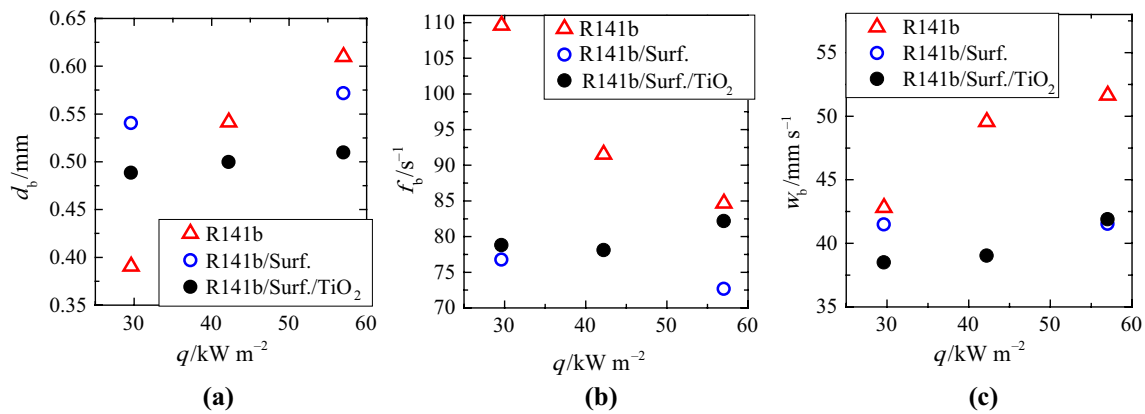 0.65
0.60
0.55
0.50
0.45
0.40
0.35
d_b/mm
R141b
R141b/Surf.
R141b/Surf./TiO₂
30 40 50 60
q/kW m⁻²
(a)
110
105
100
95
90
85
80
75
70
f_b/s⁻¹
R141b
R141b/Surf.
R141b/Surf./TiO₂
30 40 50 60
q/kW m⁻²
(b)
55
50
45
40
35
w_b/mm s⁻¹
R141b
R141b/Surf.
R141b/Surf./TiO₂
30 40 50 60
q/kW m⁻²
(c)